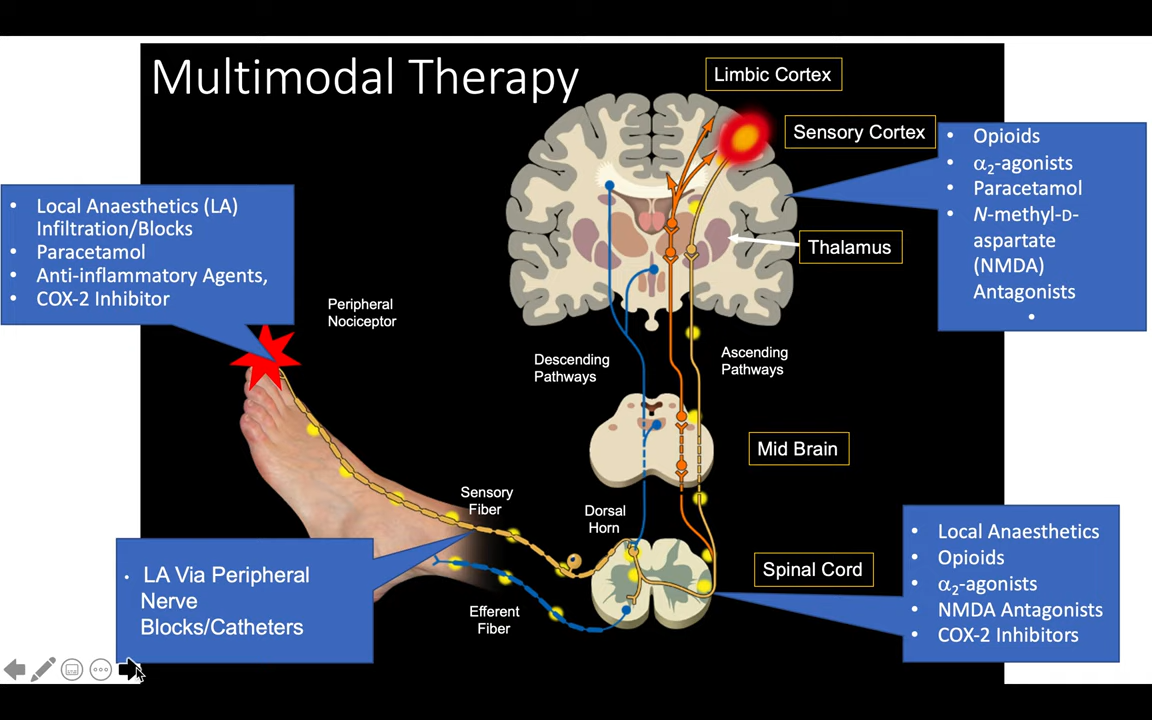 Multimodal Therapy
Limbic Cortex
Sensory Cortex
• Opioids
• α₂-agonists
• Paracetamol
• N-methyl-D-
aspartate
(NMDA)
Antagonists
•
• Local Anaesthetics (LA)
Infiltration/Blocks
• Paracetamol
• Anti-inflammatory Agents,
• COX-2 Inhibitor
Thalamus
Peripheral
Nociceptor
Descending
Pathways
Ascending
Pathways
Mid Brain
Sensory
Fiber
Dorsal
Horn
• Local Anaesthetics
• Opioids
• α₂-agonists
• NMDA Antagonists
• COX-2 Inhibitors
Spinal Cord
• LA Via Peripheral
Nerve
Blocks/Catheters
Efferent
Fiber